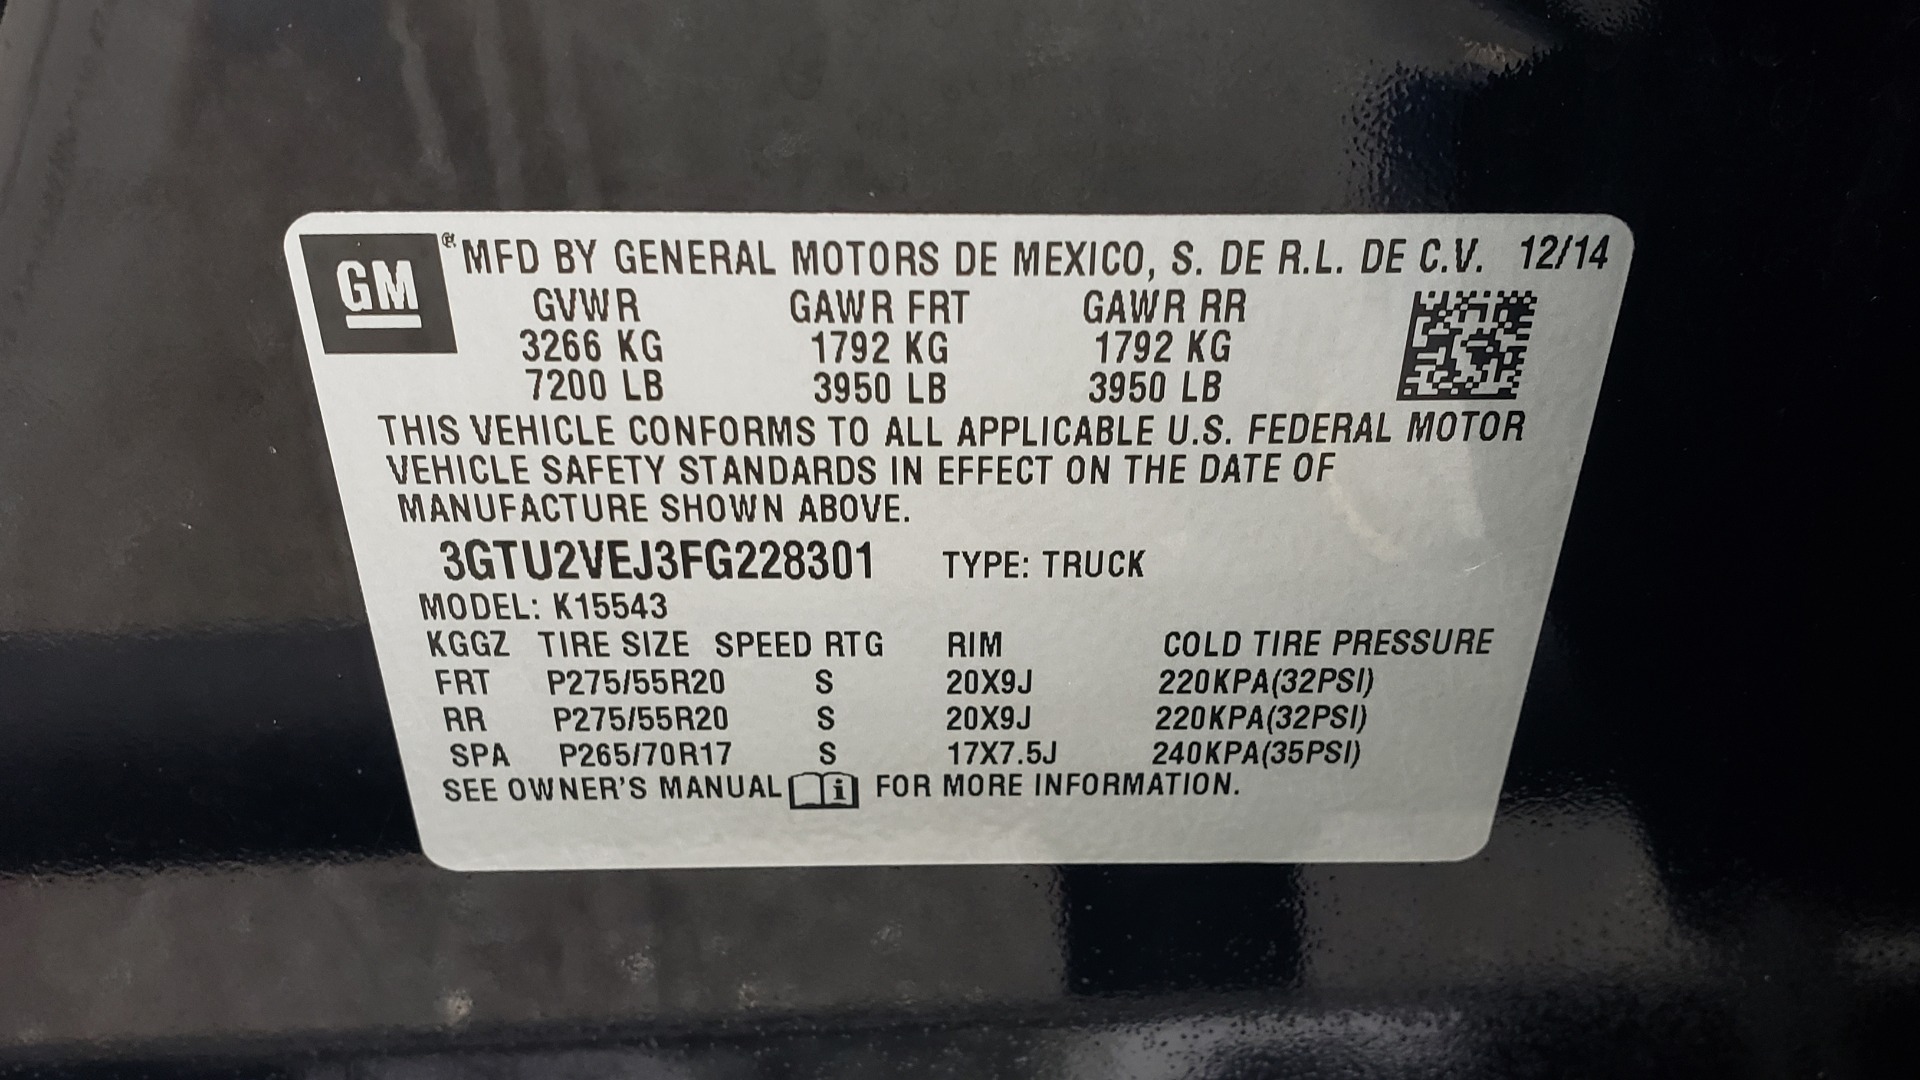 GM ® MFD BY GENERAL MOTORS DE MEXICO, S. DE R.L. DE C.V. 12/14
GVWR GAWR FRT GAWR RR
3266 KG 1792 KG 1792 KG
7200 LB 3950 LB 3950 LB
THIS VEHICLE CONFORMS TO ALL APPLICABLE U.S. FEDERAL MOTOR
VEHICLE SAFETY STANDARDS IN EFFECT ON THE DATE OF
MANUFACTURE SHOWN ABOVE.
3GTU2VEJ3FG228301 TYPE: TRUCK
MODEL: K15543
KGGZ TIRE SIZE SPEED RTG RIM COLD TIRE PRESSURE
FRT P275/55R20 S 20X9J 220KPA(32PSI)
RR P275/55R20 S 20X9J 220KPA(32PSI)
SPA P265/70R17 S 17X7.5J 240KPA(35PSI)
SEE OWNER'S MANUAL i FOR MORE INFORMATION.